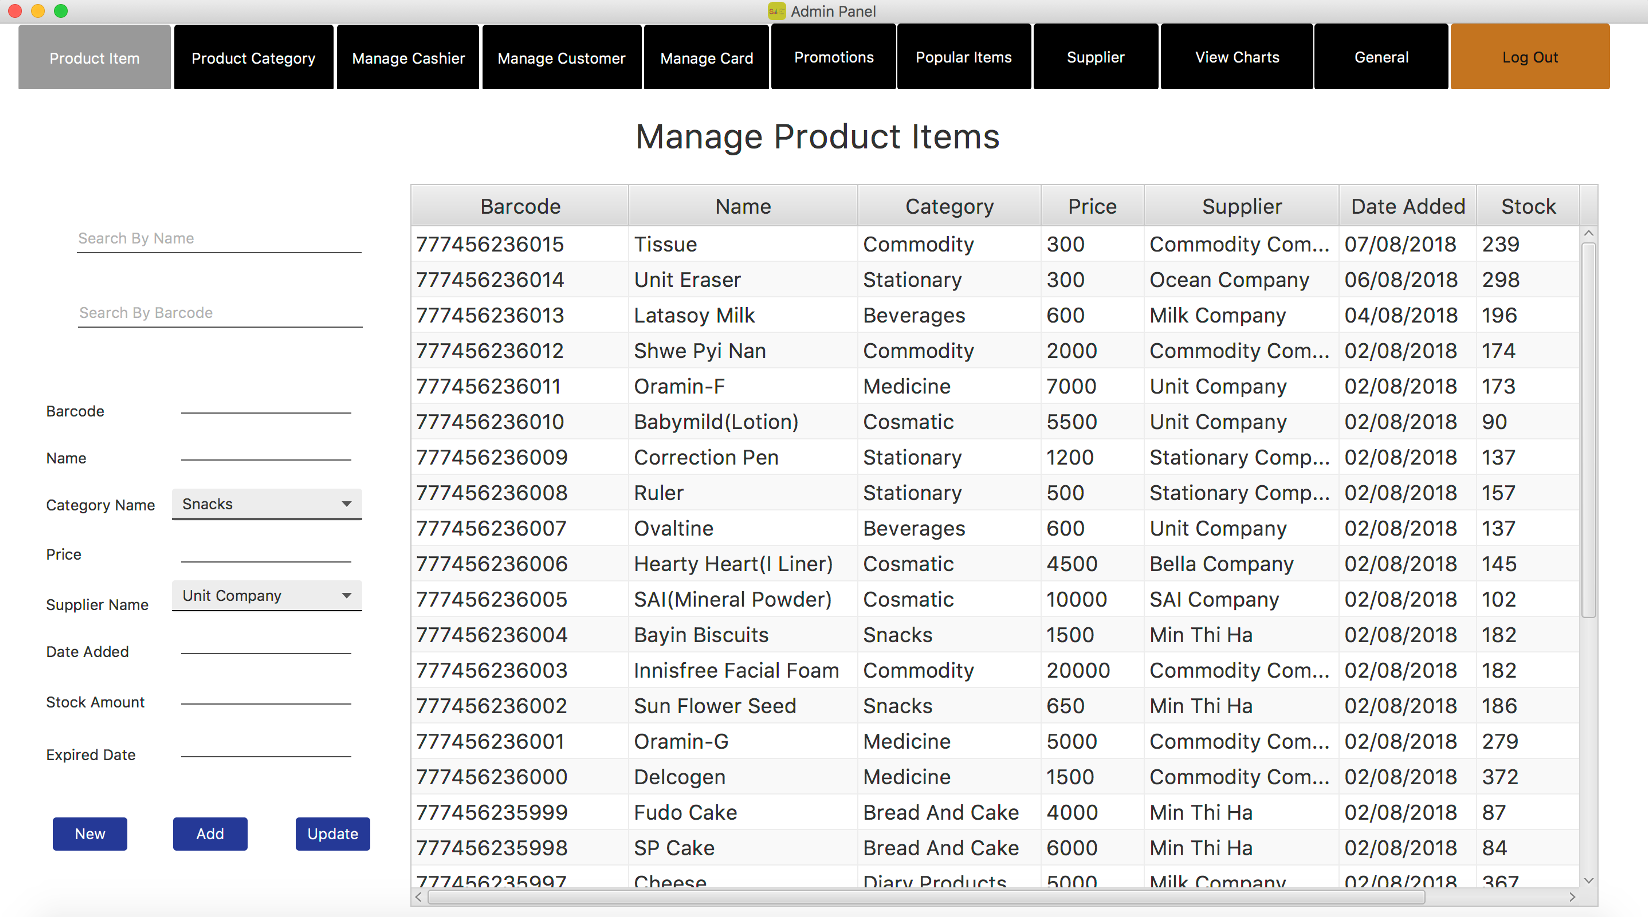 Admin Panel
Product Item Product Category Manage Cashier Manage Customer Manage Card Promotions Popular Items Supplier View Charts General Log Out
Manage Product Items
Search By Name
Search By Barcode
Barcode
Name
Category Name Snacks
Price
Supplier Name Unit Company
Date Added
Stock Amount
Expired Date
New Add Update
Barcode Name Category Price Supplier Date Added Stock
777456236015 Tissue Commodity 300 Commodity Com... 07/08/2018 239
777456236014 Unit Eraser Stationary 300 Ocean Company 06/08/2018 298
777456236013 Latasoy Milk Beverages 600 Milk Company 04/08/2018 196
777456236012 Shwe Pyi Nan Commodity 2000 Commodity Com... 02/08/2018 174
777456236011 Oramin-F Medicine 7000 Unit Company 02/08/2018 173
777456236010 Babymild(Lotion) Cosmatic 5500 Unit Company 02/08/2018 90
777456236009 Correction Pen Stationary 1200 Stationary Comp... 02/08/2018 137
777456236008 Ruler Stationary 500 Stationary Comp... 02/08/2018 157
777456236007 Ovaltine Beverages 600 Unit Company 02/08/2018 137
777456236006 Hearty Heart(I Liner) Cosmatic 4500 Bella Company 02/08/2018 145
777456236005 SAI(Mineral Powder) Cosmatic 10000 SAI Company 02/08/2018 102
777456236004 Bayin Biscuits Snacks 1500 Min Thi Ha 02/08/2018 182
777456236003 Innisfree Facial Foam Commodity 20000 Commodity Com... 02/08/2018 182
777456236002 Sun Flower Seed Snacks 650 Min Thi Ha 02/08/2018 186
777456236001 Oramin-G Medicine 5000 Commodity Com... 02/08/2018 279
777456236000 Delcogen Medicine 1500 Commodity Com... 02/08/2018 372
777456235999 Fudo Cake Bread And Cake 4000 Min Thi Ha 02/08/2018 87
777456235998 SP Cake Bread And Cake 6000 Min Thi Ha 02/08/2018 84
777456235997 Cheese Diary Products 5000 Milk Company 02/08/2018 367